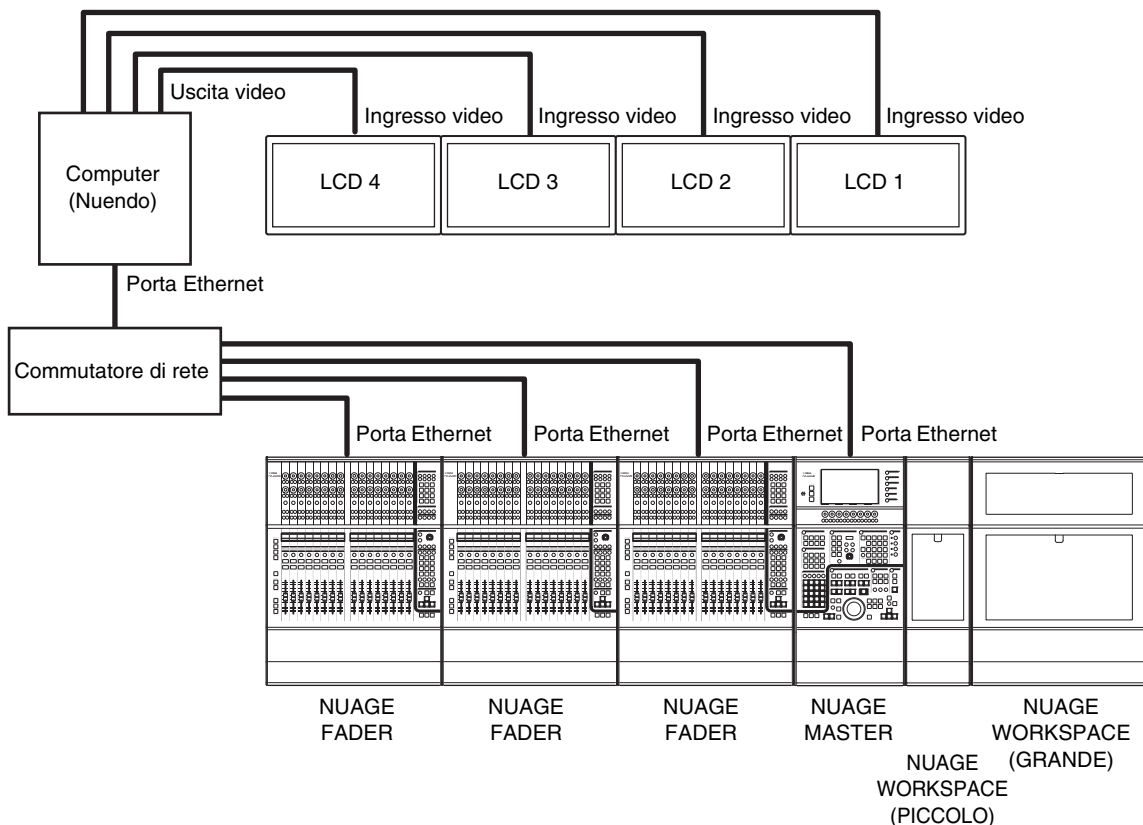 Uscita video
Ingresso video
Ingresso video
Ingresso video
Ingresso video
Computer
(Nuendo)
LCD 4
LCD 3
LCD 2
LCD 1
Porta Ethernet
Commutatore di rete
Porta Ethernet
Porta Ethernet
Porta Ethernet
Porta Ethernet
NUAGE
FADER
NUAGE
FADER
NUAGE
FADER
NUAGE
MASTER
NUAGE
WORKSPACE
(PICCOLO)
NUAGE
WORKSPACE
(GRANDE)